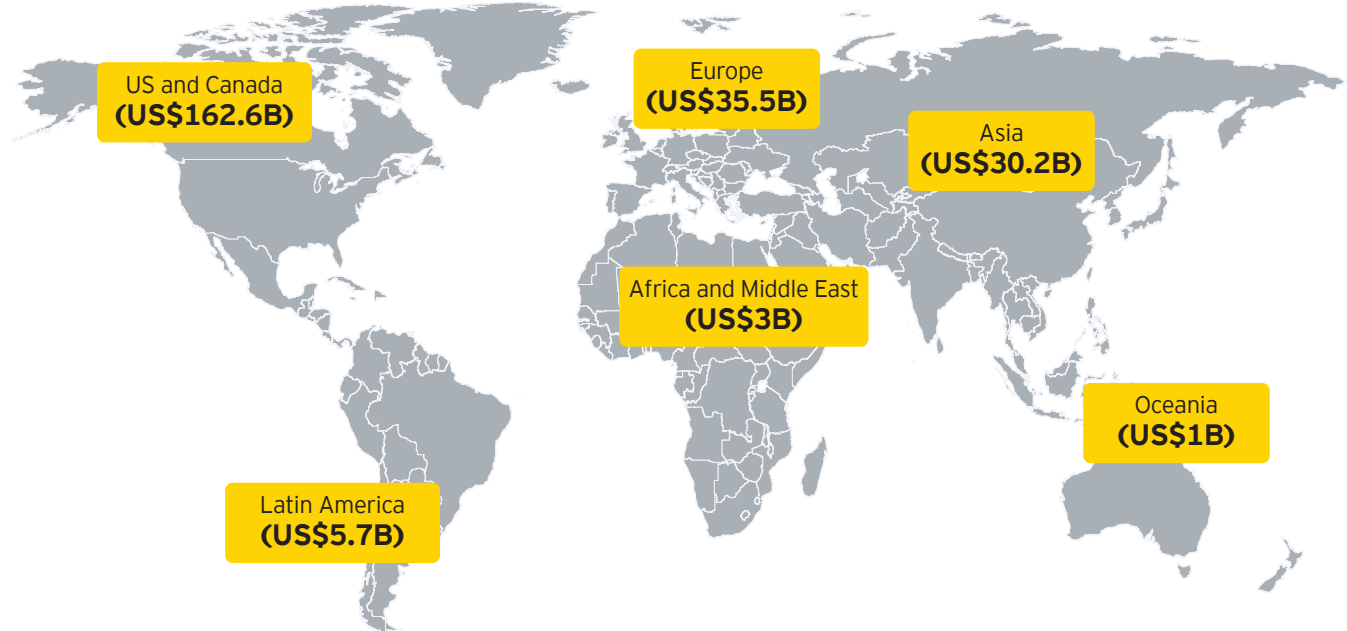 US and Canada
(US$162.6B)
Europe
(US$35.5B)
Asia
(US$30.2B)
Africa and Middle East
(US$3B)
Oceania
(US$1B)
Latin America
(US$5.7B)